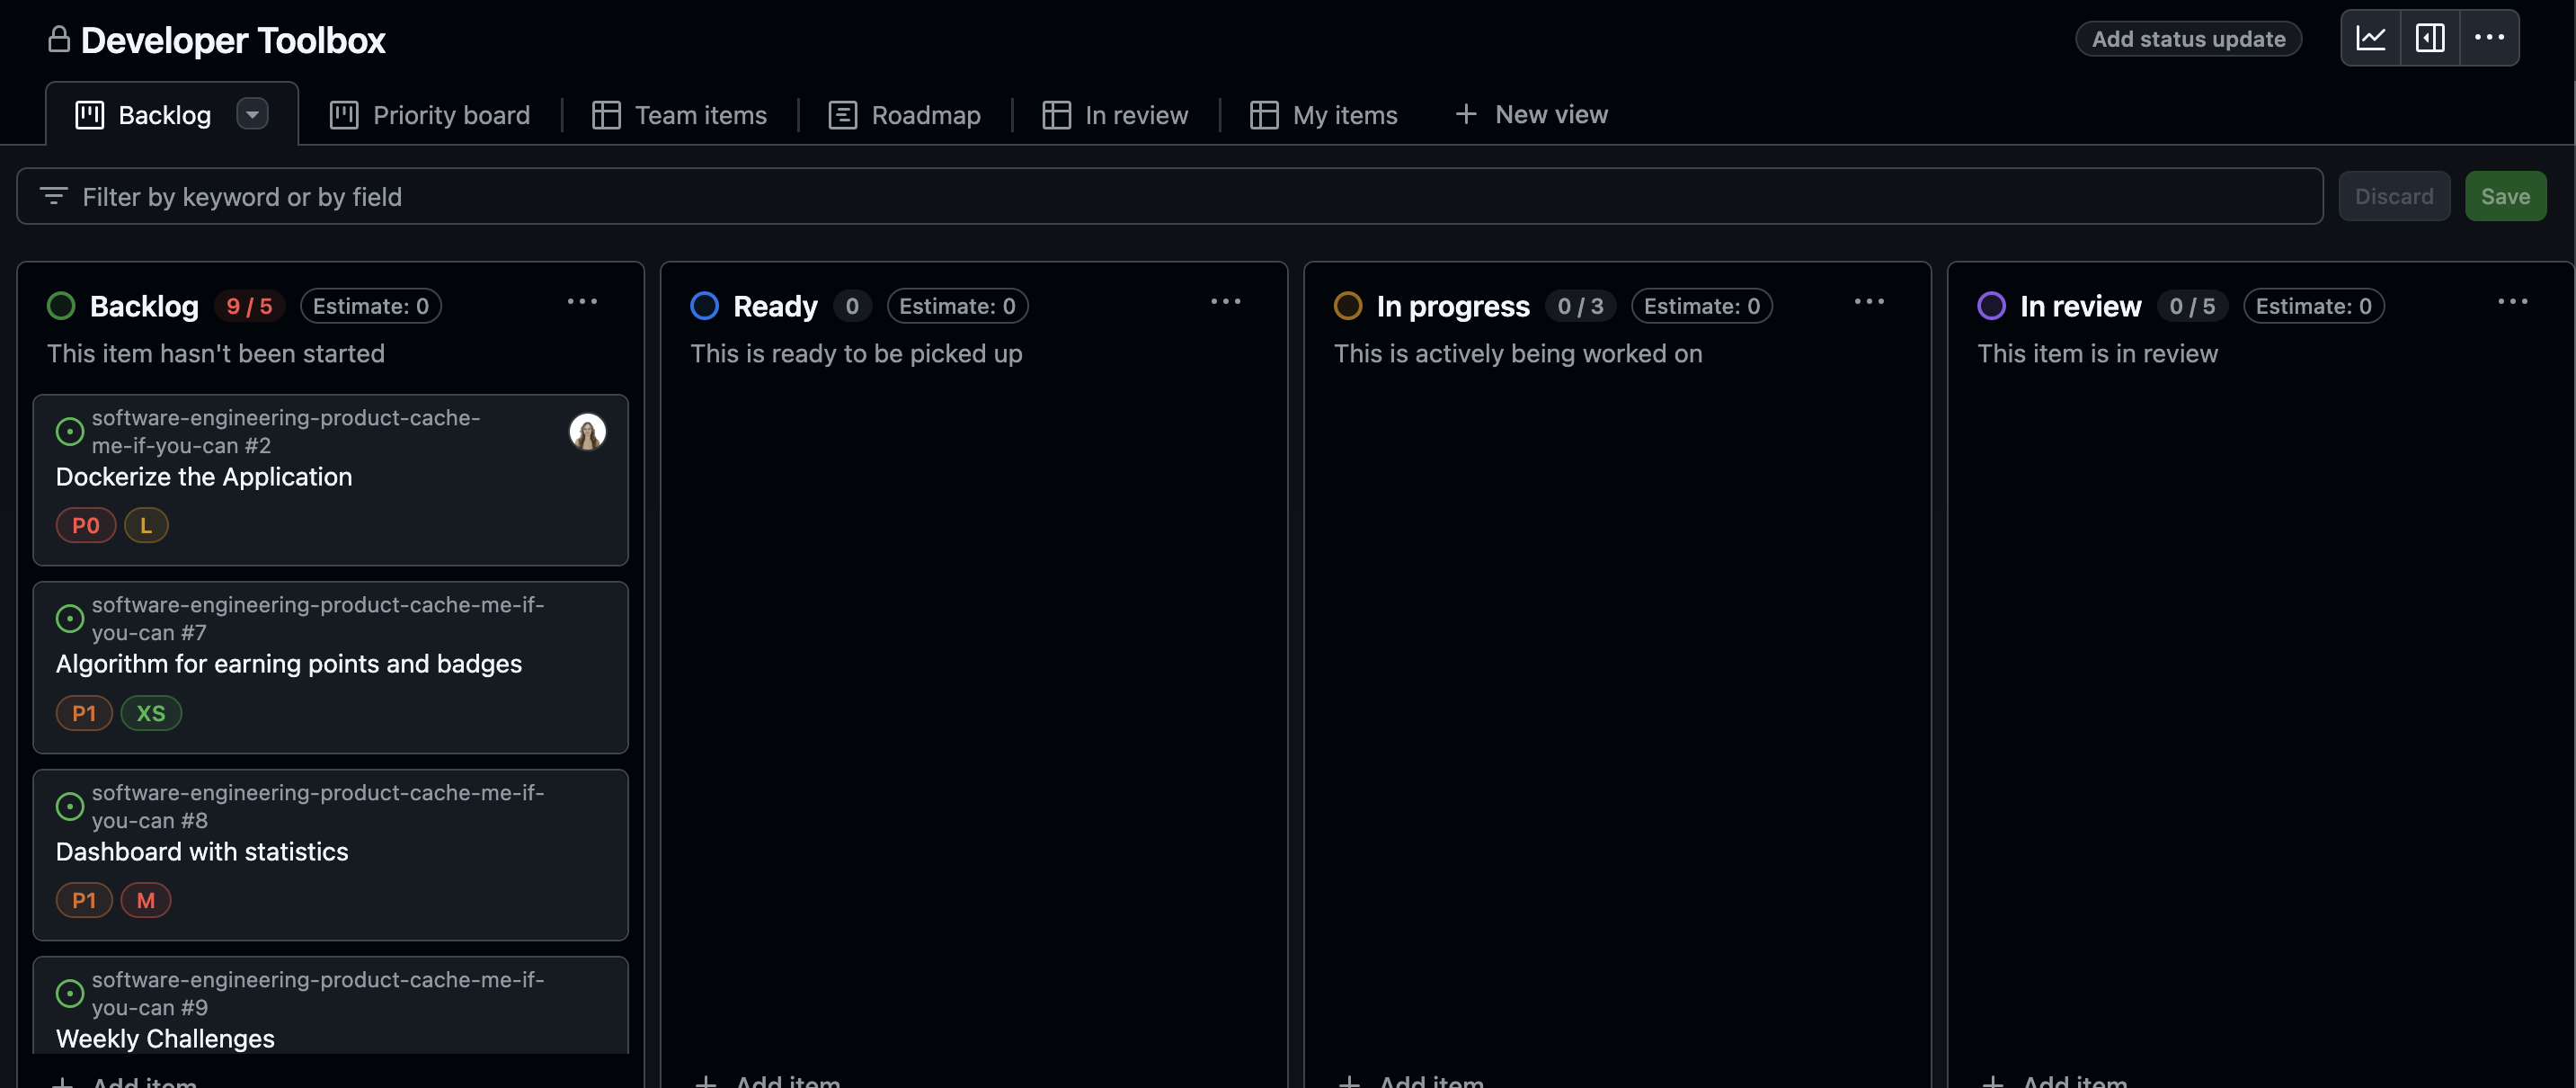 Developer Toolbox
Add status update
Backlog
Priority board
Team items
Roadmap
In review
My items
New view
Filter by keyword or by field
Discard
Save
Backlog 9 / 5 Estimate: 0
This item hasn't been started
software-engineering-product-cache-
me-if-you-can #2
Dockerize the Application
P0 L
software-engineering-product-cache-me-if-
you-can #7
Algorithm for earning points and badges
P1 XS
software-engineering-product-cache-me-if-
you-can #8
Dashboard with statistics
P1 M
software-engineering-product-cache-me-if-
you-can #9
Weekly Challenges
+ Add item
Ready 0 Estimate: 0
This is ready to be picked up
+ Add item
In progress 0 / 3 Estimate: 0
This is actively being worked on
+ Add item
In review 0 / 5 Estimate: 0
This item is in review
+ Add item